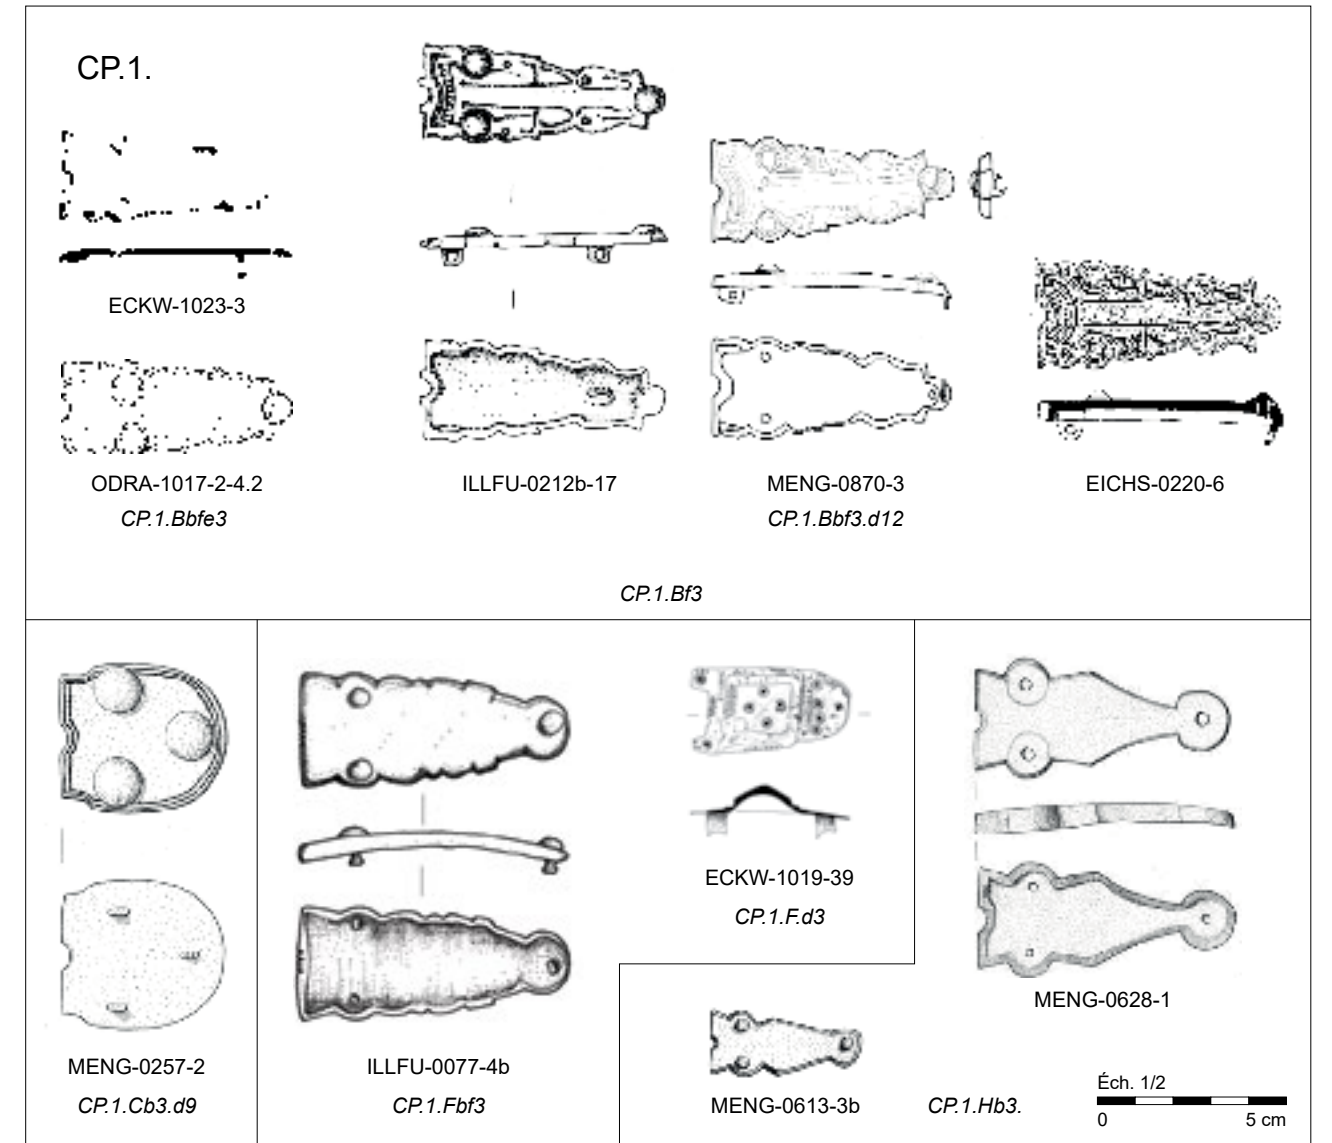 CP.1.
ECKW-1023-3
ODRA-1017-2-4.2
CP.1.Bbfe3
ILLFU-0212b-17
MENG-0870-3
CP.1.Bbf3.d12
EICHS-0220-6
CP.1.Bf3
MENG-0257-2
CP.1.Cb3.d9
ILLFU-0077-4b
CP.1.Fbf3
ECKW-1019-39
CP.1.F.d3
MENG-0628-1
MENG-0613-3b
CP.1.Hb3.
Éch. 1/2
0 5 cm